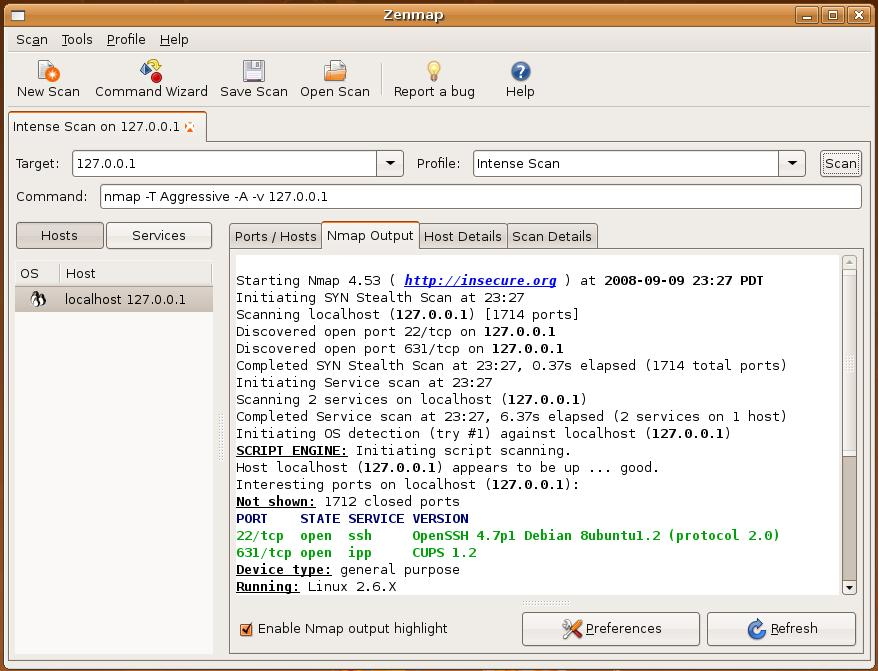 Zenmap
Scan Tools Profile Help
New Scan Command Wizard Save Scan Open Scan Report a bug Help
Intense Scan on 127.0.0.1
Target: 127.0.0.1 Profile: Intense Scan Scan
Command: nmap -T Aggressive -A -v 127.0.0.1
Hosts Services
OS Host
localhost 127.0.0.1
Ports / Hosts Nmap Output Host Details Scan Details
Starting Nmap 4.53 ( http://insecure.org ) at 2008-09-09 23:27 PDT
Initiating SYN Stealth Scan at 23:27
Scanning localhost (127.0.0.1) [1714 ports]
Discovered open port 22/tcp on 127.0.0.1
Discovered open port 631/tcp on 127.0.0.1
Completed SYN Stealth Scan at 23:27, 0.37s elapsed (1714 total ports)
Initiating Service scan at 23:27
Scanning 2 services on localhost (127.0.0.1)
Completed Service scan at 23:27, 6.37s elapsed (2 services on 1 host)
Initiating OS detection (try #1) against localhost (127.0.0.1)
SCRIPT ENGINE: Initiating script scanning.
Host localhost (127.0.0.1) appears to be up ... good.
Interesting ports on localhost (127.0.0.1):
Not shown: 1712 closed ports
PORT STATE SERVICE VERSION
22/tcp open ssh OpenSSH 4.7p1 Debian 8ubuntu1.2 (protocol 2.0)
631/tcp open ipp CUPS 1.2
Device type: general purpose
Running: Linux 2.6.X
Enable Nmap output highlight Preferences Refresh